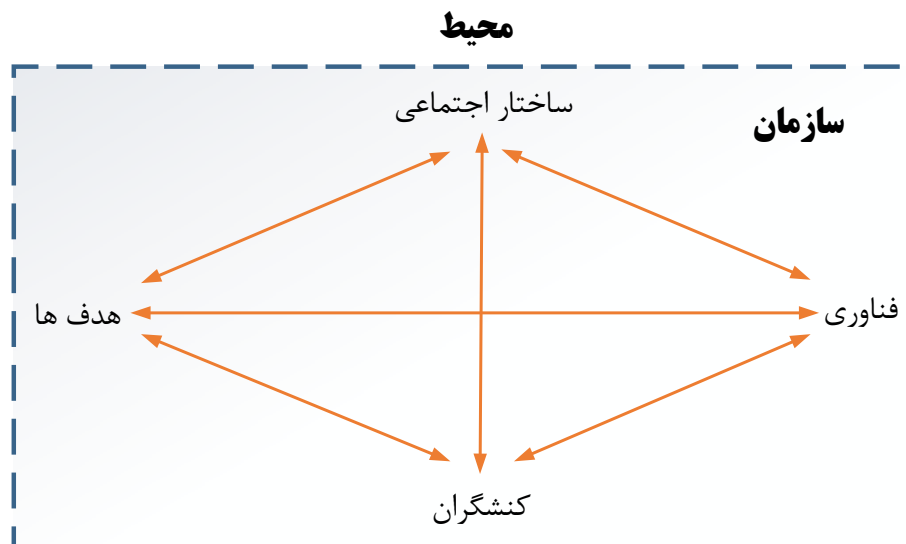 محیط
ساختار اجتماعی
سازمان
هدف ها
فناوری
کنشگران